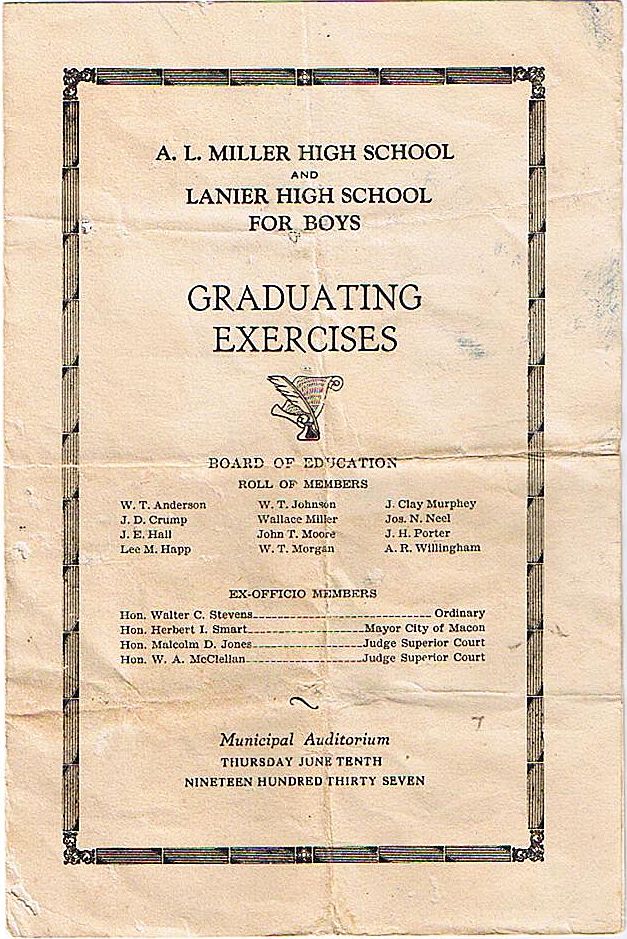 A. L. MILLER HIGH SCHOOL
AND
LANIER HIGH SCHOOL
FOR BOYS
GRADUATING
EXERCISES
BOARD OF EDUCATION
ROLL OF MEMBERS
W. T. Anderson W. T. Johnson J. Clay Murphey
J. D. Crump Wallace Miller Jos. N. Neel
J. E. Hall John T. Moore J. H. Porter
Lee M. Happ W. T. Morgan A. R. Willingham
EX-OFFICIO MEMBERS
Hon. Walter C. Stevens Ordinary
Hon. Herbert I. Smart Mayor City of Macon
Hon. Malcolm D. Jones Judge Superior Court
Hon. W. A. McClellan Judge Superior Court
Municipal Auditorium
THURSDAY JUNE TENTH
NINETEEN HUNDRED THIRTY SEVEN